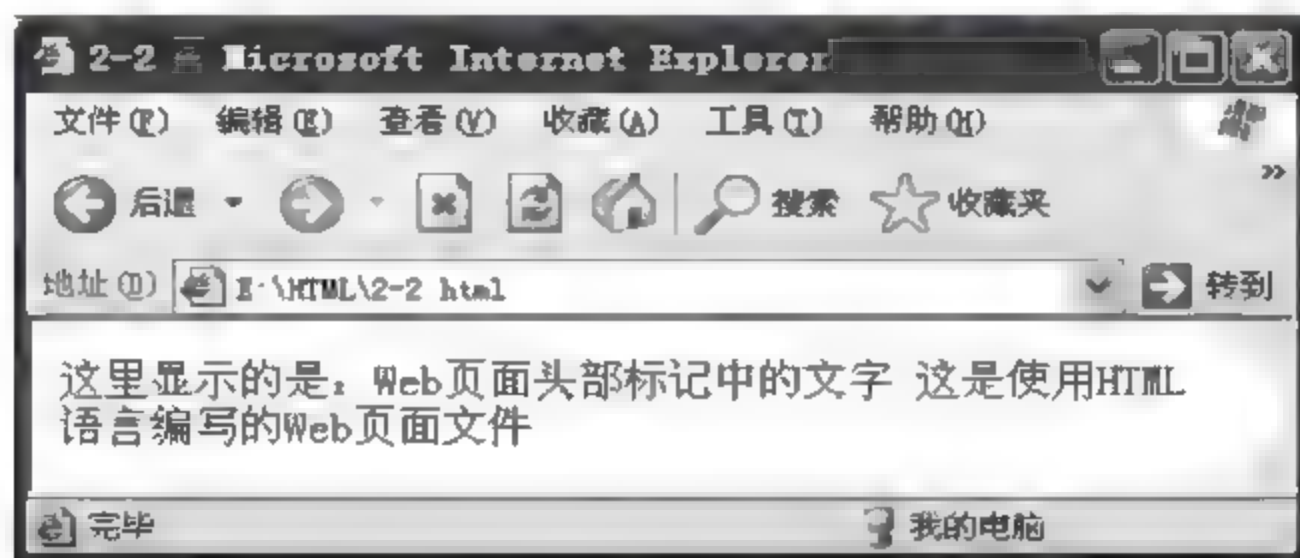 2-2 - Microsoft Internet Explorer
文件(F) 编辑(E) 查看(V) 收藏(A) 工具(T) 帮助(H)
后退 搜索 收藏夹 »
地址(D) E:\HTML\2-2 html 转到
这里显示的是：Web页面头部标记中的文字 这是使用HTML
语言编写的Web页面文件
完毕 我的电脑